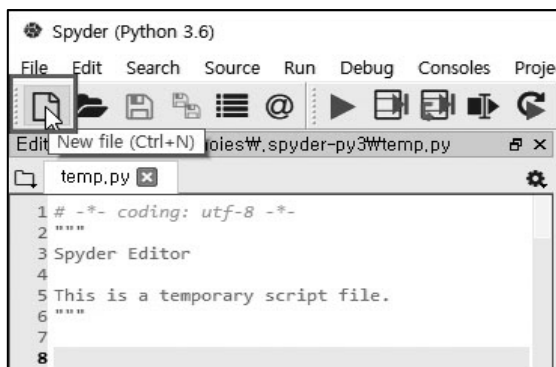 Spyder (Python 3.6)
File Edit Search Source Run Debug Consoles Proje
New file (Ctrl+N)
Edit oies₩.spyder-py3₩temp.py
temp.py
1 # -*- coding: utf-8 -*-
2 """
3 Spyder Editor
4
5 This is a temporary script file.
6 """
7
8